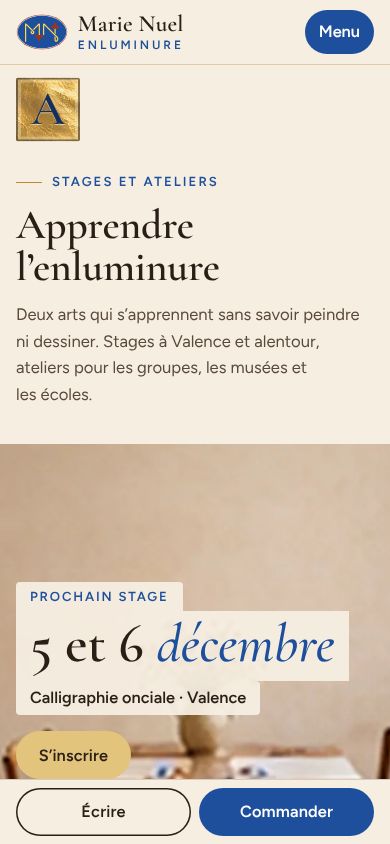 MN
Marie Nuel
ENLUMINURE
Menu
A
STAGES ET ATELIERS
Apprendre
l’enluminure
Deux arts qui s’apprennent sans savoir peindre
ni dessiner. Stages à Valence et alentour,
ateliers pour les groupes, les musées et
les écoles.
PROCHAIN STAGE
5 et 6 décembre
Calligraphie onciale · Valence
S’inscrire
Écrire
Commander